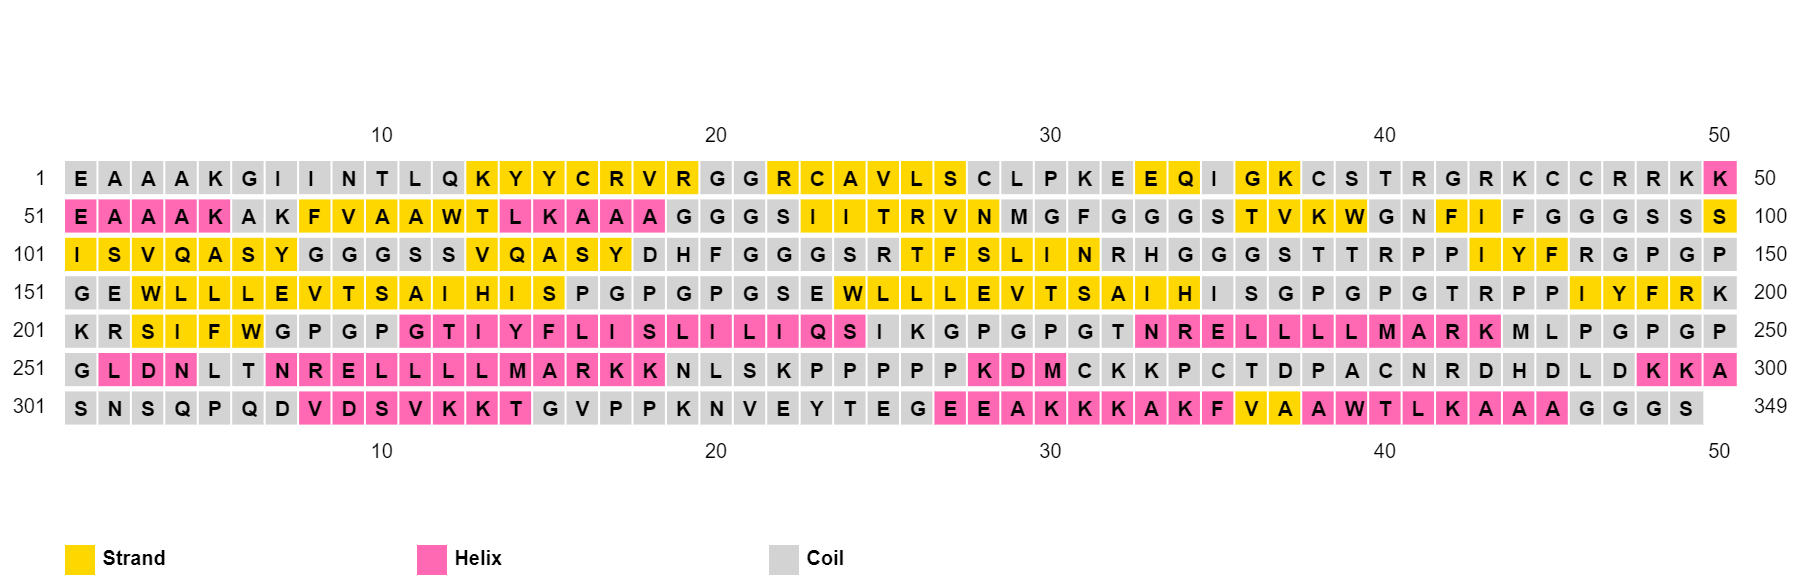 10 20 30 40 50
1 E A A A K G I I N T L Q K Y Y C R V R G G R C A V L S C L P K E E Q I G K C S T R G R K C C R R K K 50
51 E A A A K A K F V A A W T L K A A A G G G S I I T R V N M G F G G G S T V K W G N F I F G G G S S S 100
101 I S V Q A S Y G G G S S V Q A S Y D H F G G G S R T F S L I N R H G G G S T T R P P I Y F R G P G P 150
151 G E W L L L E V T S A I H I S P G P G P G S E W L L L E V T S A I H I S G P G P G T R P P I Y F R K 200
201 K R S I F W G P G P G T I Y F L I S L I L I Q S I K G P G P G T N R E L L L L M A R K M L P G P G P 250
251 G L D N L T N R E L L L L M A R K K N L S K P P P P P K D M C K K P C T D P A C N R D H D L D K K A 300
301 S N S Q P Q D V D S V K K T G V P P K N V E Y T E G E E A K K K A K F V A A W T L K A A A G G G S 349
10 20 30 40 50
Strand Helix Coil